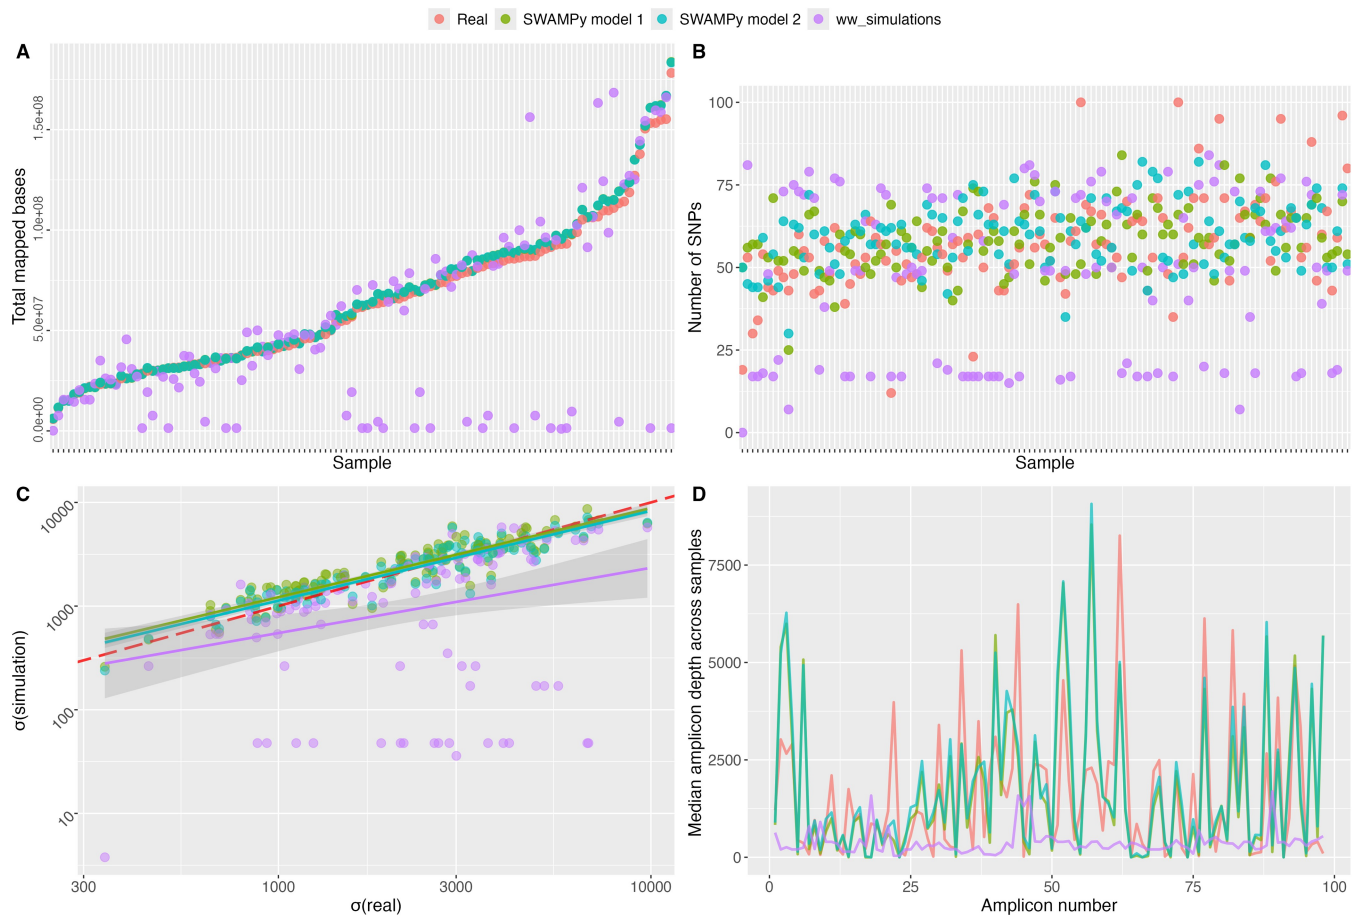 Real SWAMPy model 1 SWAMPy model 2 ww_simulations
A
Total mapped bases
1.5e+08
1.0e+08
5.0e+07
0.0e+00
Sample
B
Number of SNPs
100
75
50
25
0
Sample
C
σ(simulation)
10000
1000
100
10
300 1000 3000 10000
σ(real)
D
Median amplicon depth across samples
7500
5000
2500
0
0 25 50 75 100
Amplicon number